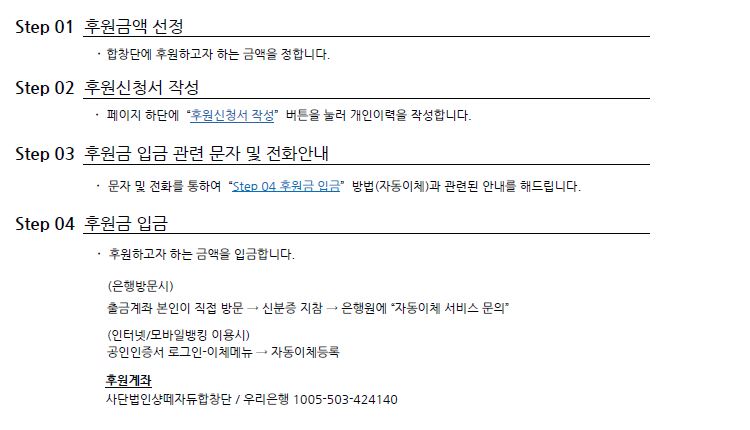 Step 01 후원금액 선정
· 합창단에 후원하고자 하는 금액을 정합니다.
Step 02 후원신청서 작성
· 페이지 하단에 “후원신청서 작성” 버튼을 눌러 개인이력을 작성합니다.
Step 03 후원금 입금 관련 문자 및 전화안내
· 문자 및 전화를 통하여 “Step 04 후원금 입금” 방법(자동이체)과 관련된 안내를 해드립니다.
Step 04 후원금 입금
· 후원하고자 하는 금액을 입금합니다.
(은행방문시)
출금계좌 본인이 직접 방문 → 신분증 지참 → 은행원에 “자동이체 서비스 문의”
(인터넷/모바일뱅킹 이용시)
공인인증서 로그인-이체메뉴 → 자동이체등록
후원계좌
사단법인샹떼자듀합창단 / 우리은행 1005-503-424140